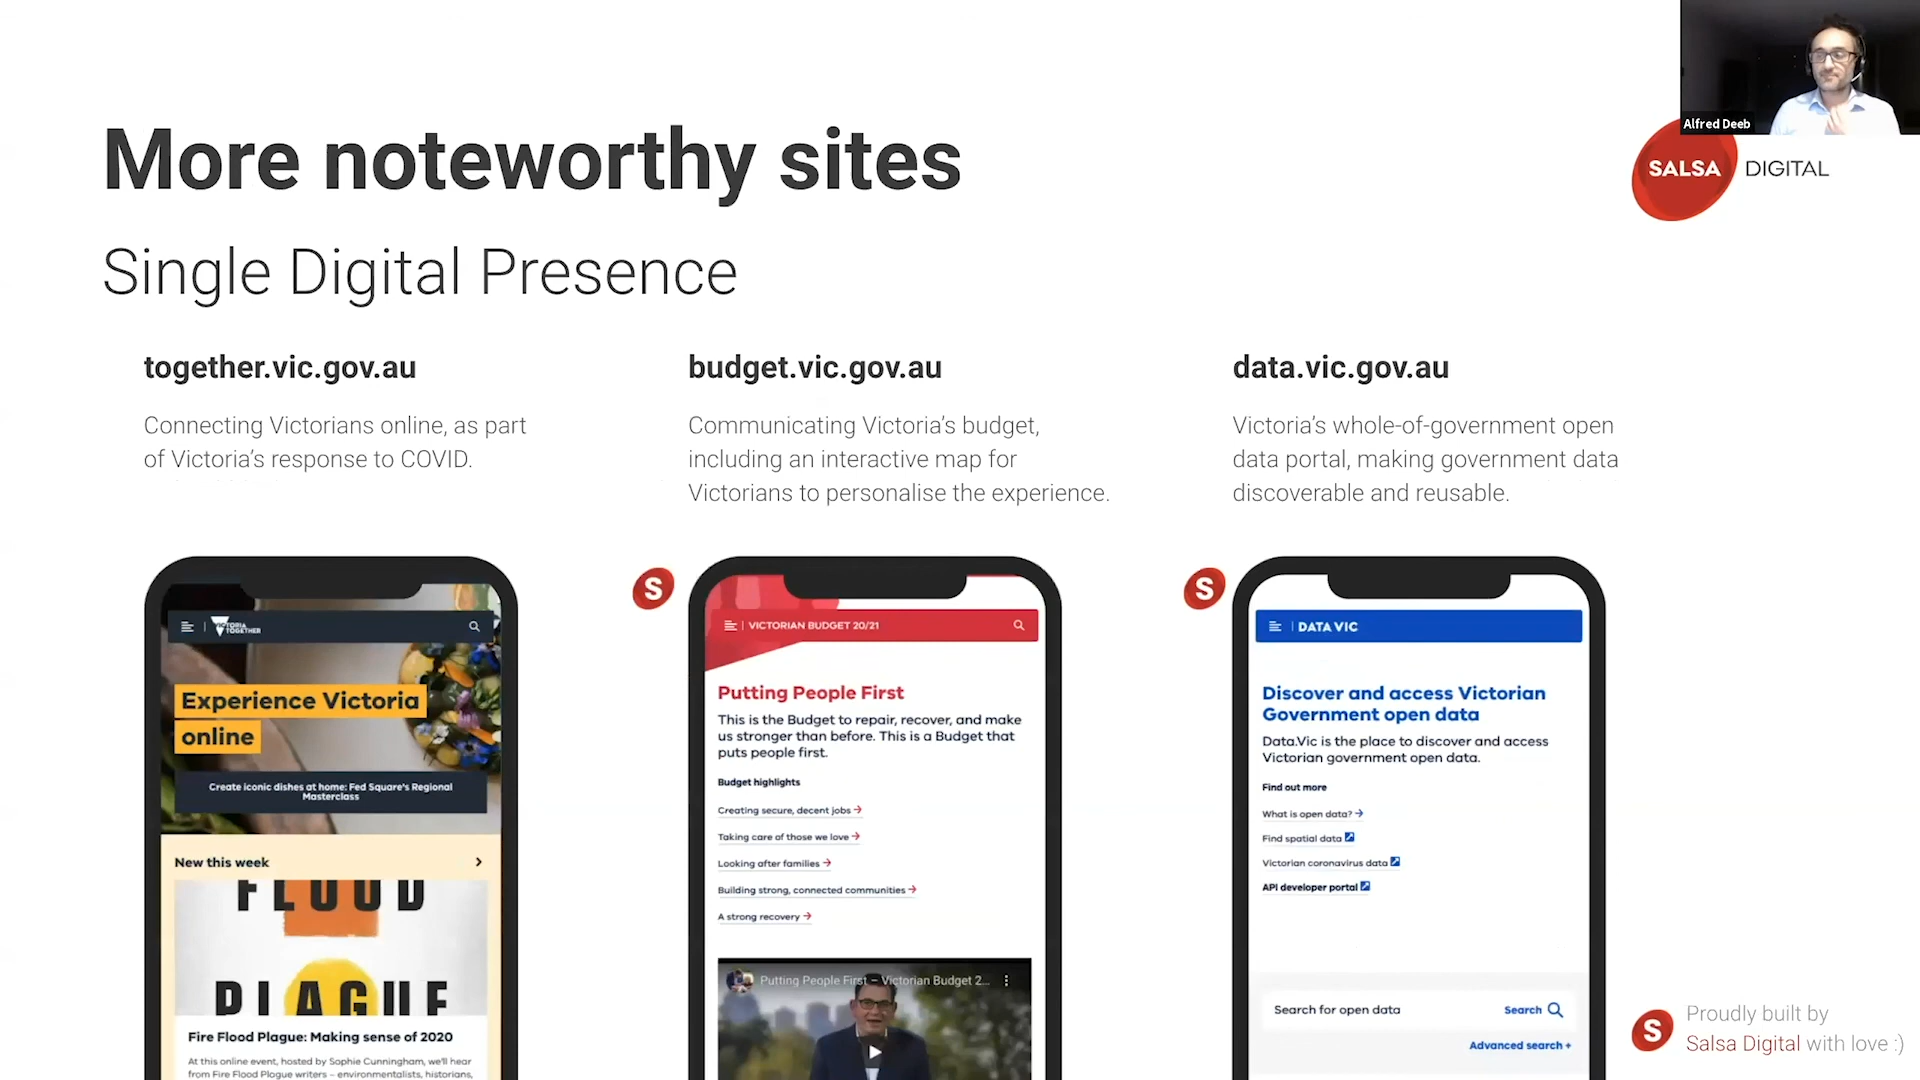 Alfred Deeb
SALSA DIGITAL
More noteworthy sites
Single Digital Presence
together.vic.gov.au
Connecting Victorians online, as part
of Victoria's response to COVID.
budget.vic.gov.au
Communicating Victoria's budget,
including an interactive map for
Victorians to personalise the experience.
data.vic.gov.au
Victoria's whole-of-government open
data portal, making government data
discoverable and reusable.
VICTORIA
TOGETHER
Experience Victoria
online
Create iconic dishes at home: Fed Square's Regional
Masterclass
New this week
FLOOD
PLAGUE
Fire Flood Plague: Making sense of 2020
At this online event, hosted by Sophie Cunningham, we'll hear
from Fire Flood Plague writers – environmentalists, historians,
S
VICTORIAN BUDGET 20/21
Putting People First
This is the Budget to repair, recover, and make
us stronger than before. This is a Budget that
puts people first.
Budget highlights
Creating secure, decent jobs
Taking care of those we love
Looking after families
Building strong, connected communities
A strong recovery
Putting People First – Victorian Budget 2...
S
DATA VIC
Discover and access Victorian
Government open data
Data.Vic is the place to discover and access
Victorian government open data.
Find out more
What is open data?
Find spatial data
Victorian coronavirus data
API developer portal
Search for open data
Search
Advanced search +
S
Proudly built by
Salsa Digital with love :)